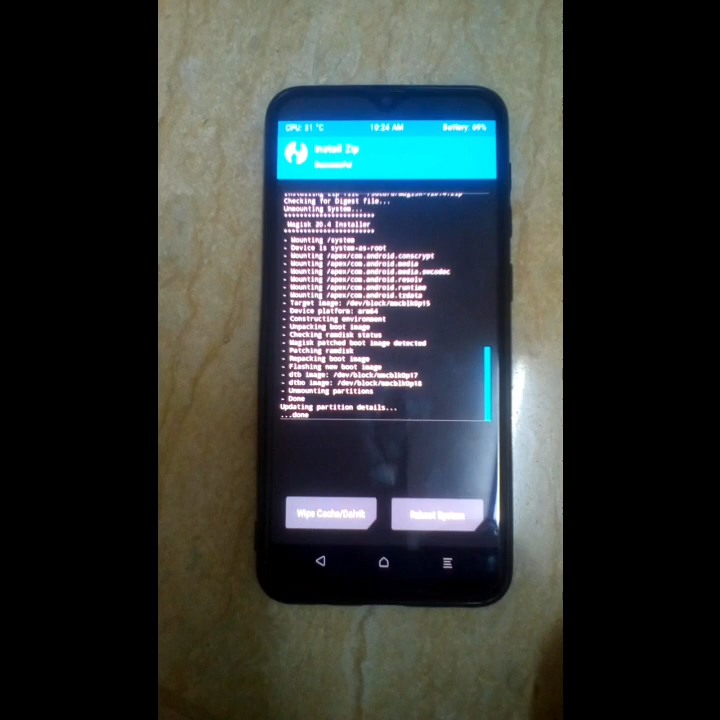 CPU: 31 °C 10:24 AM Battery: 69%
Install Zip
Successful
Installing zip file
Checking for Digest file...
Unmounting System...
***********************
Magisk 20.4 Installer
***********************
- Mounting /system
- Device is system-as-root
- Mounting /apex/com.android.conscrypt
- Mounting /apex/com.android.media
- Mounting /apex/com.android.media.swcodec
- Mounting /apex/com.android.resolv
- Mounting /apex/com.android.runtime
- Mounting /apex/com.android.tzdata
- Target image: /dev/block/mmcblk0p15
- Device platform: arm64
- Constructing environment
- Unpacking boot image
- Checking ramdisk status
- Magisk patched boot image detected
- Patching ramdisk
- Repacking boot image
- Flashing new boot image
- dtb image: /dev/block/mmcblk0p17
- dtbo image: /dev/block/mmcblk0p18
- Unmounting partitions
- Done
Updating partition details...
...done
Wipe Cache/Dalvik
Reboot System